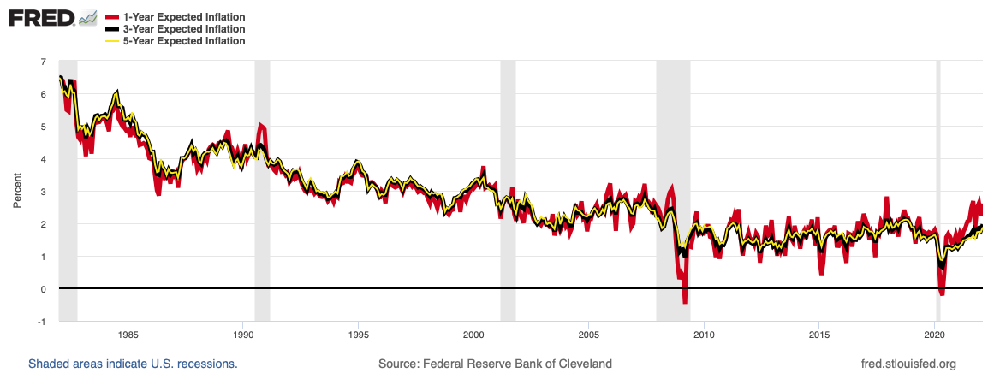 FRED
1-Year Expected Inflation
3-Year Expected Inflation
5-Year Expected Inflation
7
6
5
4
3
2
1
0
-1
Percent
1985 1990 1995 2000 2005 2010 2015 2020
Shaded areas indicate U.S. recessions. Source: Federal Reserve Bank of Cleveland fred.stlouisfed.org